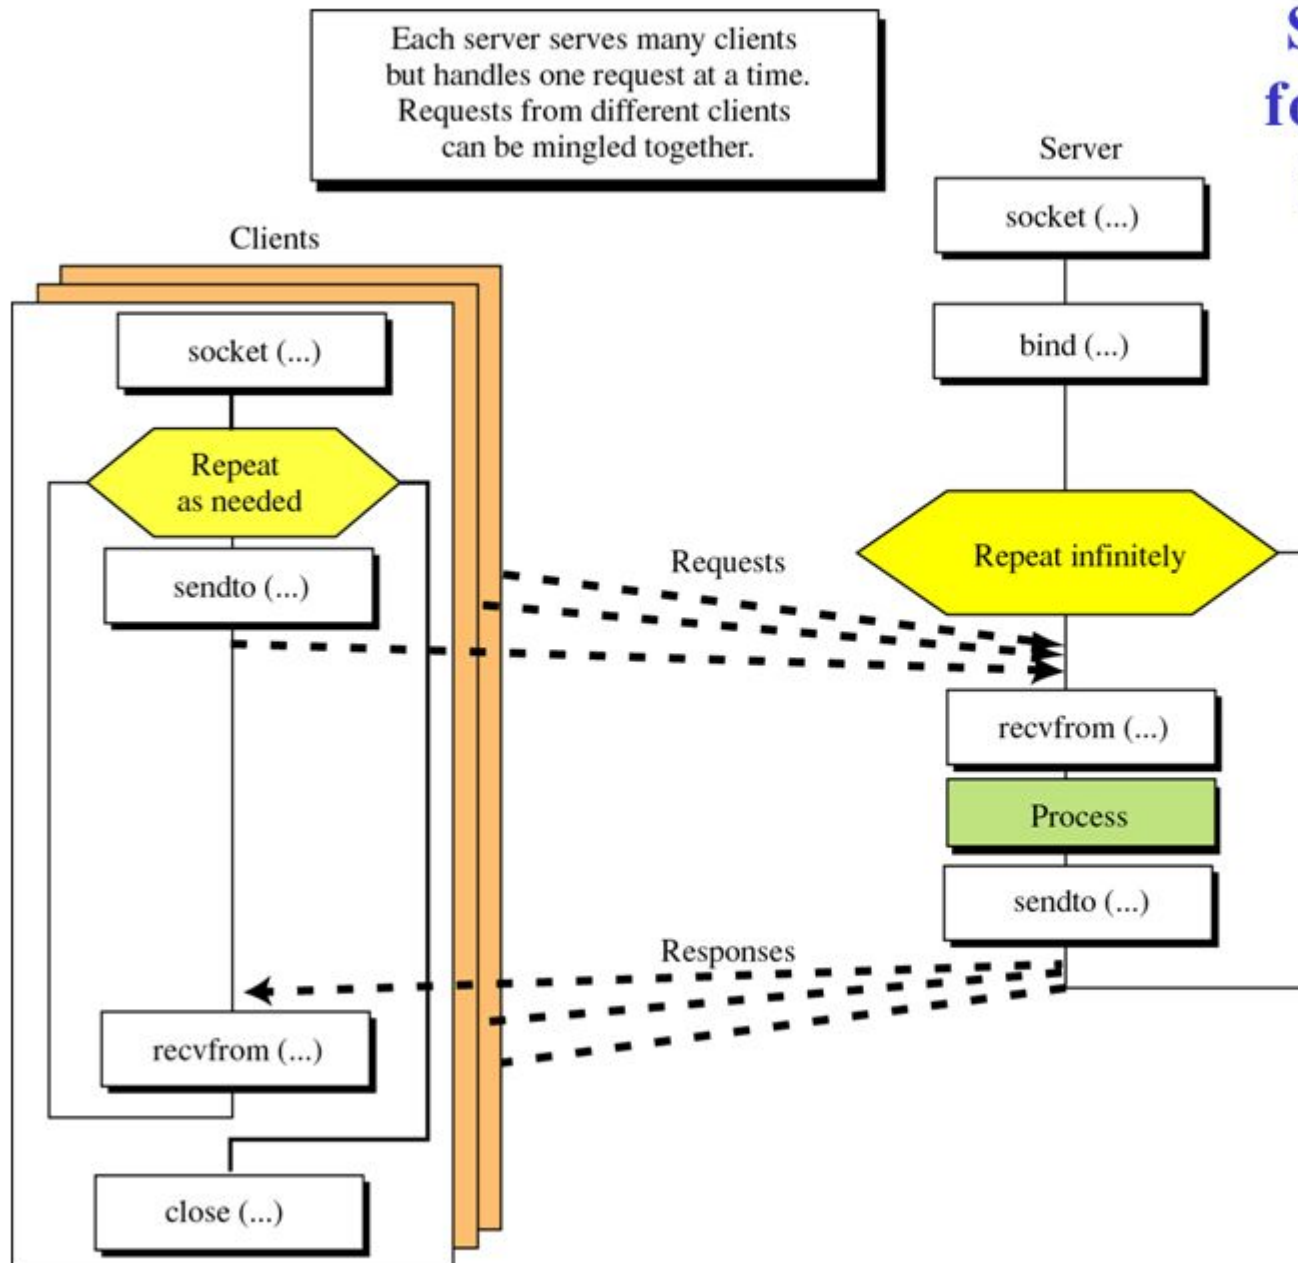 Each server serves many clients
but handles one request at a time.
Requests from different clients
can be mingled together.
Server
socket (...)
bind (...)
Repeat infinitely
recvfrom (...)
Process
sendto (...)
Clients
socket (...)
Repeat
as needed
sendto (...)
recvfrom (...)
close (...)
Requests
Responses